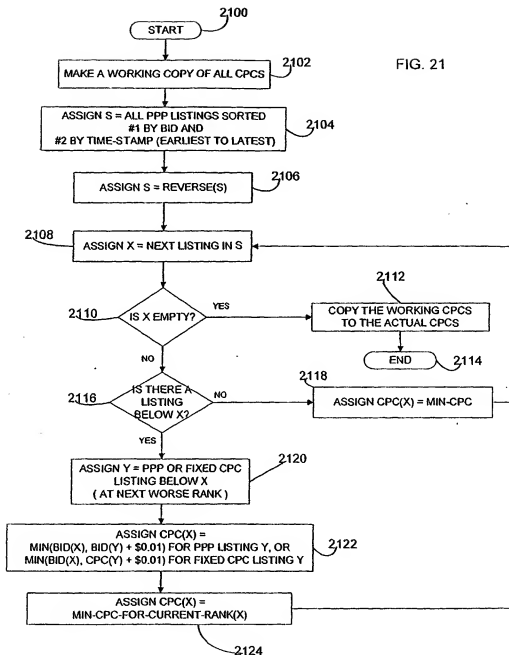 2100
START
2102
MAKE A WORKING COPY OF ALL CPCS
FIG. 21
ASSIGN S = ALL PPP LISTINGS SORTED
#1 BY BID AND
#2 BY TIME-STAMP (EARLIEST TO LATEST)
2104
2106
ASSIGN S = REVERSE(S)
2108
ASSIGN X = NEXT LISTING IN S
2110
IS X EMPTY?
YES
2112
COPY THE WORKING CPCS
TO THE ACTUAL CPCS
NO
END
2114
2116
IS THERE A
LISTING
BELOW X?
NO
2118
ASSIGN CPC(X) = MIN-CPC
YES
2120
ASSIGN Y = PPP OR FIXED CPC
LISTING BELOW X
( AT NEXT WORSE RANK )
ASSIGN CPC(X) =
MIN(BID(X), BID(Y) + $0.01) FOR PPP LISTING Y, OR
MIN(BID(X), CPC(Y) + $0.01) FOR FIXED CPC LISTING Y
2122
ASSIGN CPC(X) =
MIN-CPC-FOR-CURRENT-RANK(X)
2124